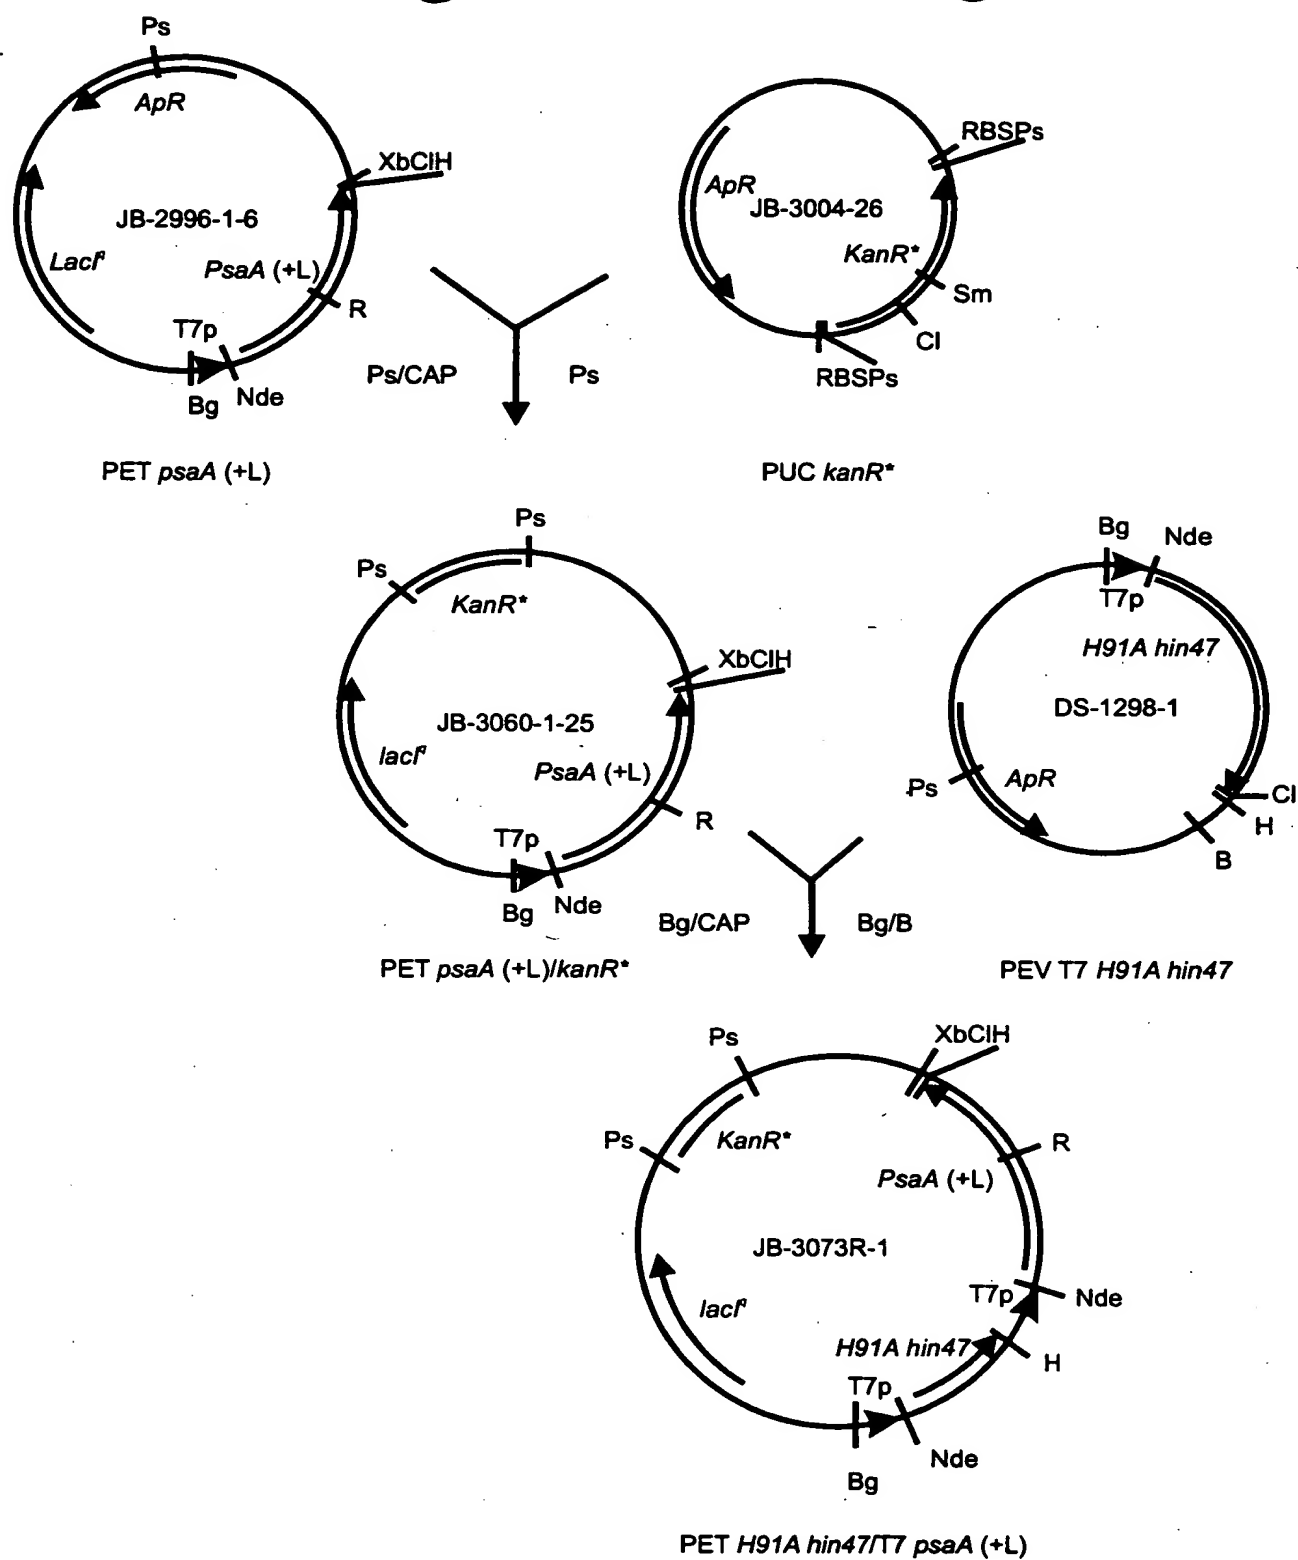 Ps
ApR
XbClH
JB-2996-1-6
LacIq
PsaA (+L)
R
T7p
Bg
Nde
PET psaA (+L)
RBSPs
ApR
JB-3004-26
KanR*
Sm
Cl
RBSPs
PUC kanR*
Ps/CAP
Ps
Ps
Ps
KanR*
XbClH
JB-3060-1-25
lacIq
PsaA (+L)
R
T7p
Bg
Nde
PET psaA (+L)/kanR*
Bg
Nde
T7p
H91A hin47
DS-1298-1
Ps
ApR
Cl
H
B
PEV T7 H91A hin47
Bg/CAP
Bg/B
Ps
XbClH
Ps
KanR*
R
PsaA (+L)
JB-3073R-1
T7p
Nde
lacIq
H91A hin47
H
T7p
Nde
Bg
PET H91A hin47/T7 psaA (+L)